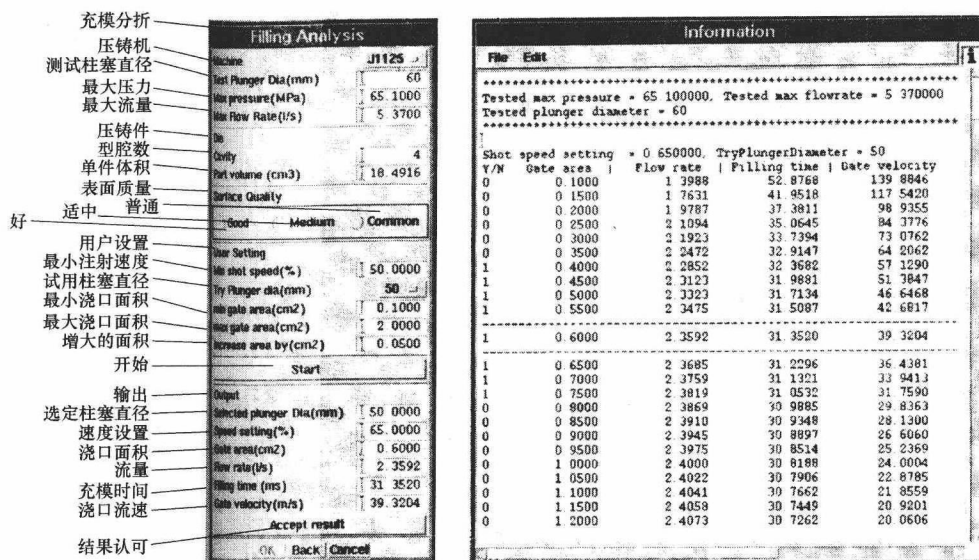 充模分折
压铸机
测试柱塞直径
最大压力
最大流量
压铸件
型腔数
单件体积
表面质量
普通
适中
好
用户设置
最小注射速度
试用柱塞直径
最小浇口面积
最大浇口面积
增大的面积
开始
输出
选定柱塞直径
速度设置
浇口面积
流量
充模时间
浇口流速
结果认可
Filling Analysis
Machine J1125
Test Plunger Dia(mm) 60
Max pressure(MPa) 65.1000
Max Flow Rate(l/s) 5.3700
Die
Cavity 4
Part volume (cm3) 18.4916
Surface Quality
Good Medium Common
User Setting
Min shot speed(%) 50.0000
Try Plunger dia(mm) 50
min gate area(cm2) 0.1000
max gate area(cm2) 2 0000
increase area by(cm2) 0.0500
Start
Output
Selected plunger Dia(mm) 50 0000
Speed setting(%) 65.0000
Gate area(cm2) 0.6000
Flow rate(l/s) 2.3592
Filling time (ms) 31 3520
Gate velocity(m/s) 39.3204
Accept result
OK Back Cancel
Information
File Edit i
Tested max pressure = 65 100000, Tested max flowrate = 5 370000
Tested plunger diameter = 60
Shot speed setting = 0 650000, TryPlungerDiameter = 50
Y/N Gate area | Flow rate | Filling time | Gate velocity
0 0 1000 1 3988 52.8768 139 8846
0 0 1500 1 7631 41.9518 117 5420
0 0 2000 1 9787 37.3811 98 9355
0 0 2500 2 1094 35.0645 84 3776
0 0 3000 2 1923 33.7394 73 0762
0 0 3500 2 2472 32.9147 64 2062
1 0 4000 2 2852 32 3682 57 1290
1 0 4500 2 3123 31 9881 51 3847
1 0 5000 2.3323 31 7134 46 6468
1 0 5500 2 3475 31 5087 42 6817
1 0.6000 2 3592 31.3520 39 3204
1 0 6500 2 3685 31 2296 36 4381
1 0 7000 2 3759 31 1321 33 9413
1 0 7500 2 3819 31 0532 31 7590
0 0 8000 2 3869 30 9885 29 8363
0 0 8500 2 3910 30 9348 28 1300
0 0 9000 2.3945 30 8897 26 6060
0 0 9500 2 3975 30 8514 25 2369
0 1 0000 2 4000 30 8188 24 0004
0 1 0500 2 4022 30 7906 22 8785
0 1 1000 2 4041 30 7662 21 8559
0 1 1500 2 4058 30 7449 20 9201
0 1 2000 2 4073 30 7262 20 0606